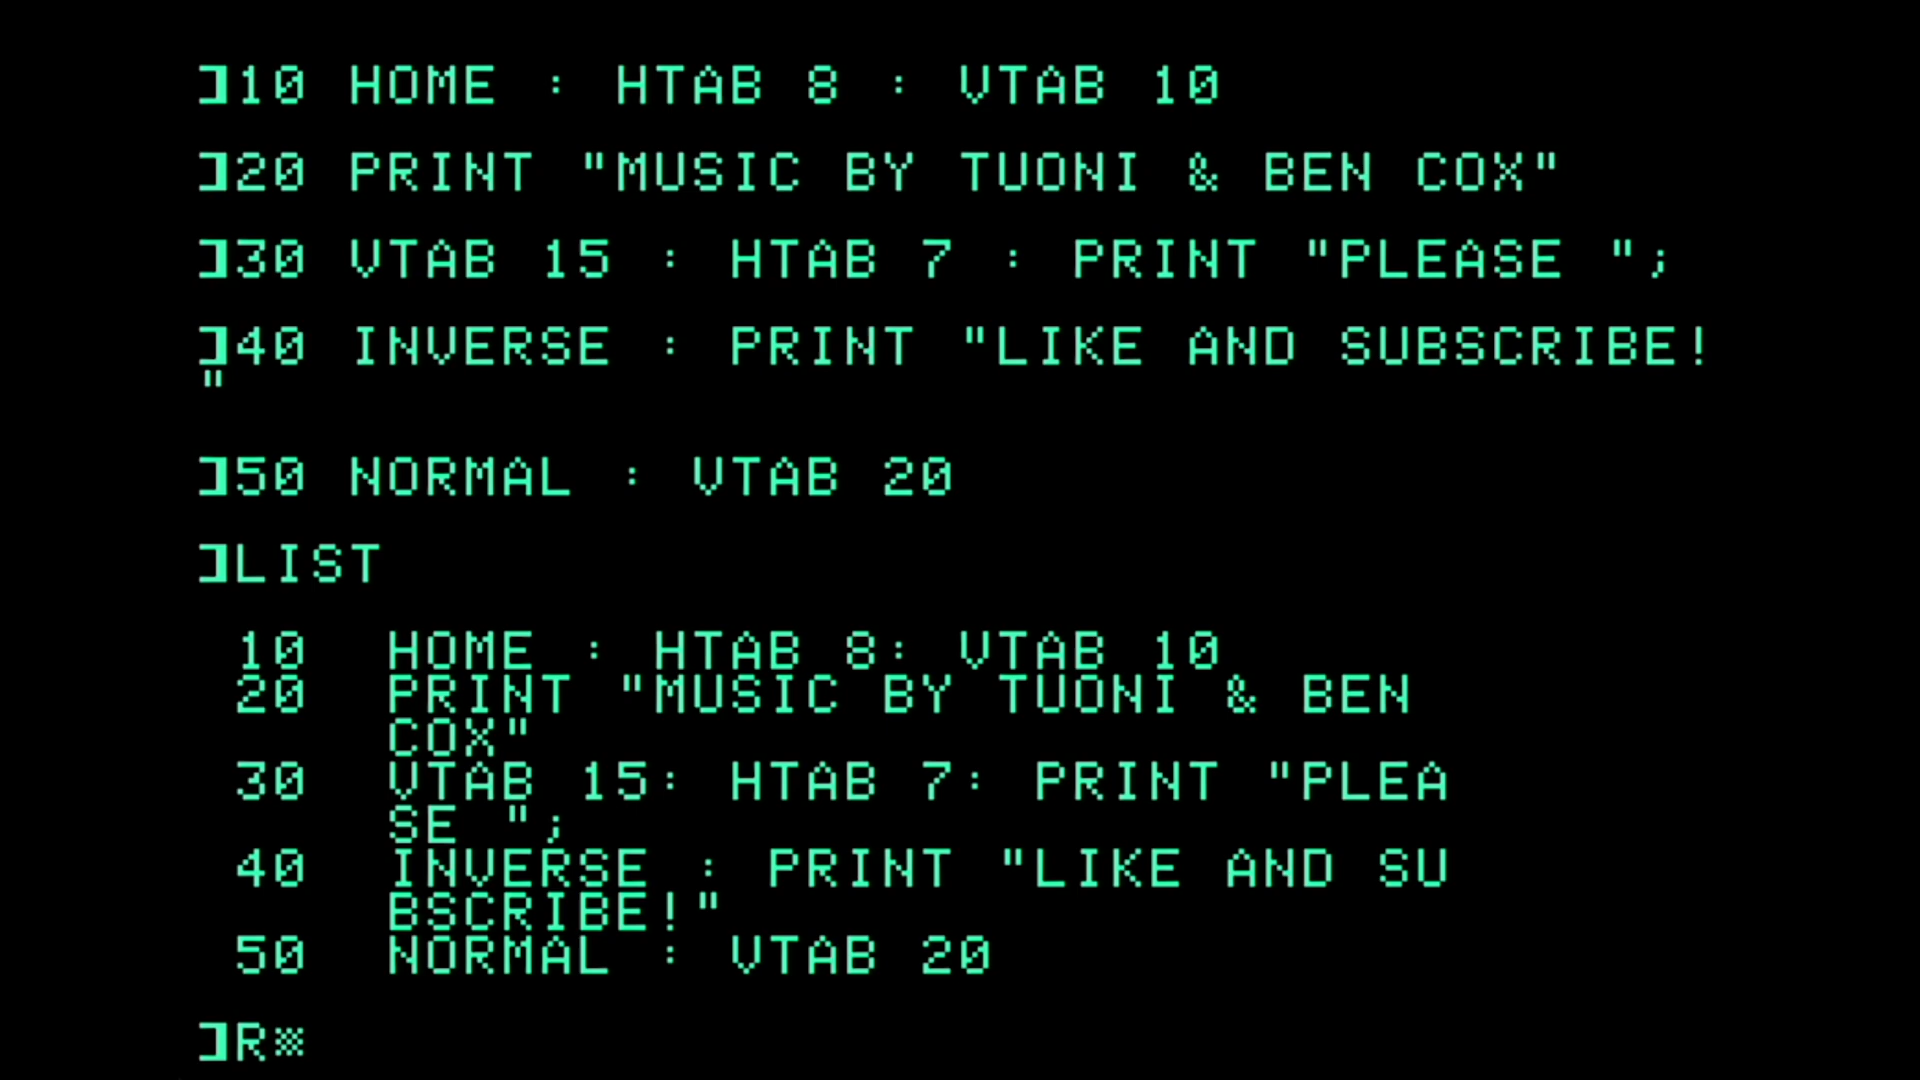 ]10 HOME : HTAB 8 : VTAB 10
]20 PRINT "MUSIC BY TUONI & BEN COX"
]30 VTAB 15 : HTAB 7 : PRINT "PLEASE ";
]40 INVERSE : PRINT "LIKE AND SUBSCRIBE!
"
]50 NORMAL : VTAB 20
]LIST
10 HOME : HTAB 8: VTAB 10
20 PRINT "MUSIC BY TUONI & BEN
COX"
30 VTAB 15: HTAB 7: PRINT "PLEA
SE ";
40 INVERSE : PRINT "LIKE AND SU
BSCRIBE!"
50 NORMAL : VTAB 20
]R